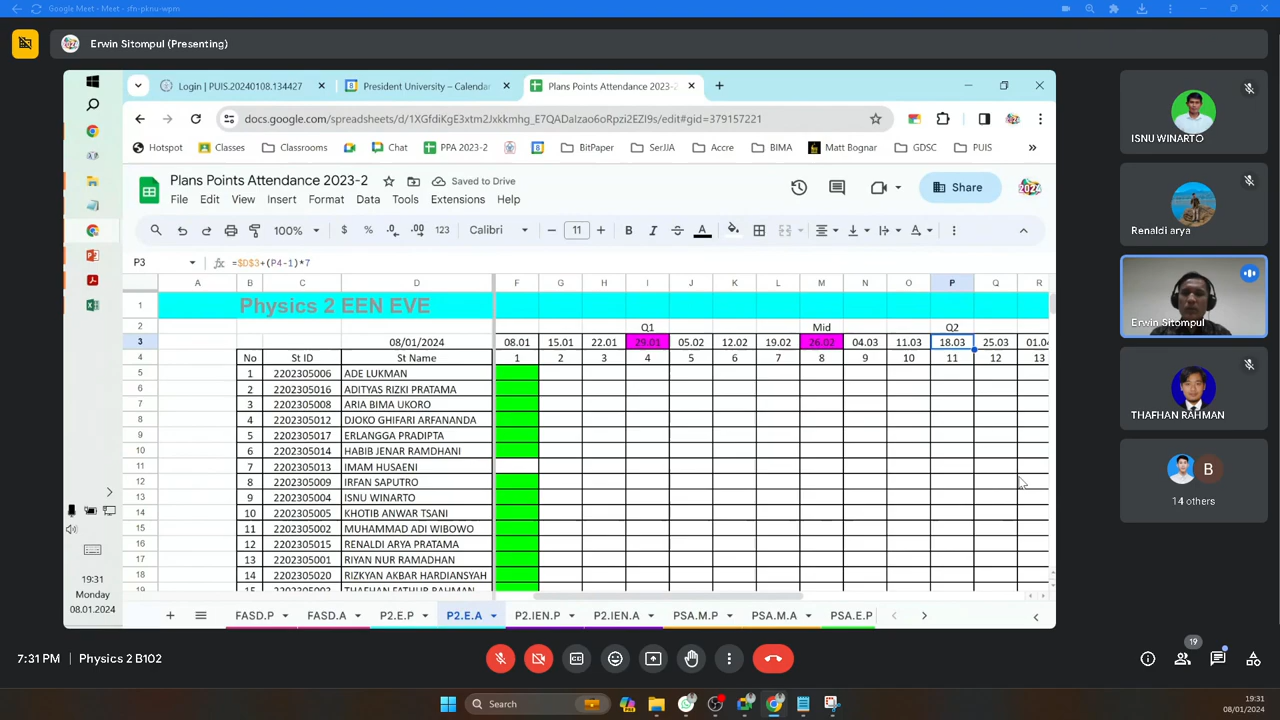 Google Meet - Meet - sfn-pknu-wpm
Erwin Sitompul (Presenting)
Login | PUIS.20240108.134427
President University – Calendar
Plans Points Attendance 2023-2
Hotspot Classes Classrooms Chat PPA 2023-2 BitPaper SerJIA Accre BIMA Matt Bognar GDSC PUIS
Plans Points Attendance 2023-2 Saved to Drive
File Edit View Insert Format Data Tools Extensions Help
Share
100% $ % .0 .00 123 Calibri 11 B I A
P3 =$D$3+(P4-1)*7
A B C D F G H I J K L M N O P Q R
1 Physics 2 EEN EVE
2 Q1 Mid Q2
3 08/01/2024 08.01 15.01 22.01 29.01 05.02 12.02 19.02 26.02 04.03 11.03 18.03 25.03
4 No St ID St Name 1 2 3 4 5 6 7 8 9 10 11 12 13
5 1 2202305006 ADE LUKMAN
6 2 2202305016 ADITYAS RIZKI PRATAMA
7 3 2202305008 ARIA BIMA UKORO
8 4 2202305012 DJOKO GHIFARI ARFANANDA
9 5 2202305017 ERLANGGA PRADIPTA
10 6 2202305014 HABIB JENAR RAMDHANI
11 7 2202305013 IMAM HUSAENI
12 8 2202305009 IRFAN SAPUTRO
13 9 2202305004 ISNU WINARTO
14 10 2202305005 KHOTIB ANWAR TSANI
15 11 2202305002 MUHAMMAD ADI WIBOWO
16 12 2202305015 RENALDI ARYA PRATAMA
17 13 2202305001 RIYAN NUR RAMADHAN
18 14 2202305020 RIZKYAN AKBAR HARDIANSYAH
FASD.P FASD.A P2.E.P P2.E.A P2.IEN.P P2.IEN.A PSA.M.P PSA.M.A PSA.E.P
19:31
Monday
08.01.2024
ISNU WINARTO
Renaldi arya
Erwin Sitompul
THAFHAN RAHMAN
B
14 others
7:31 PM | Physics 2 B102
19
Search
19:31
08/01/2024